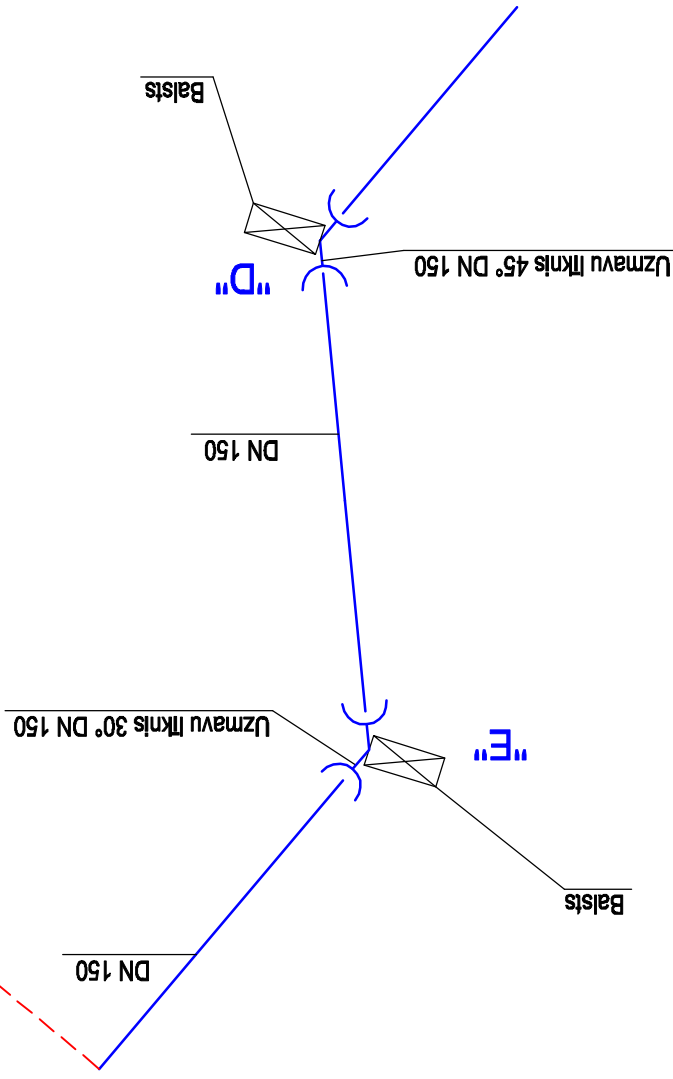 DN 150
Balsts
"E"
Uzmavu līknis 30° DN 150
DN 150
"D"
Uzmavu līknis 45° DN 150
Balsts